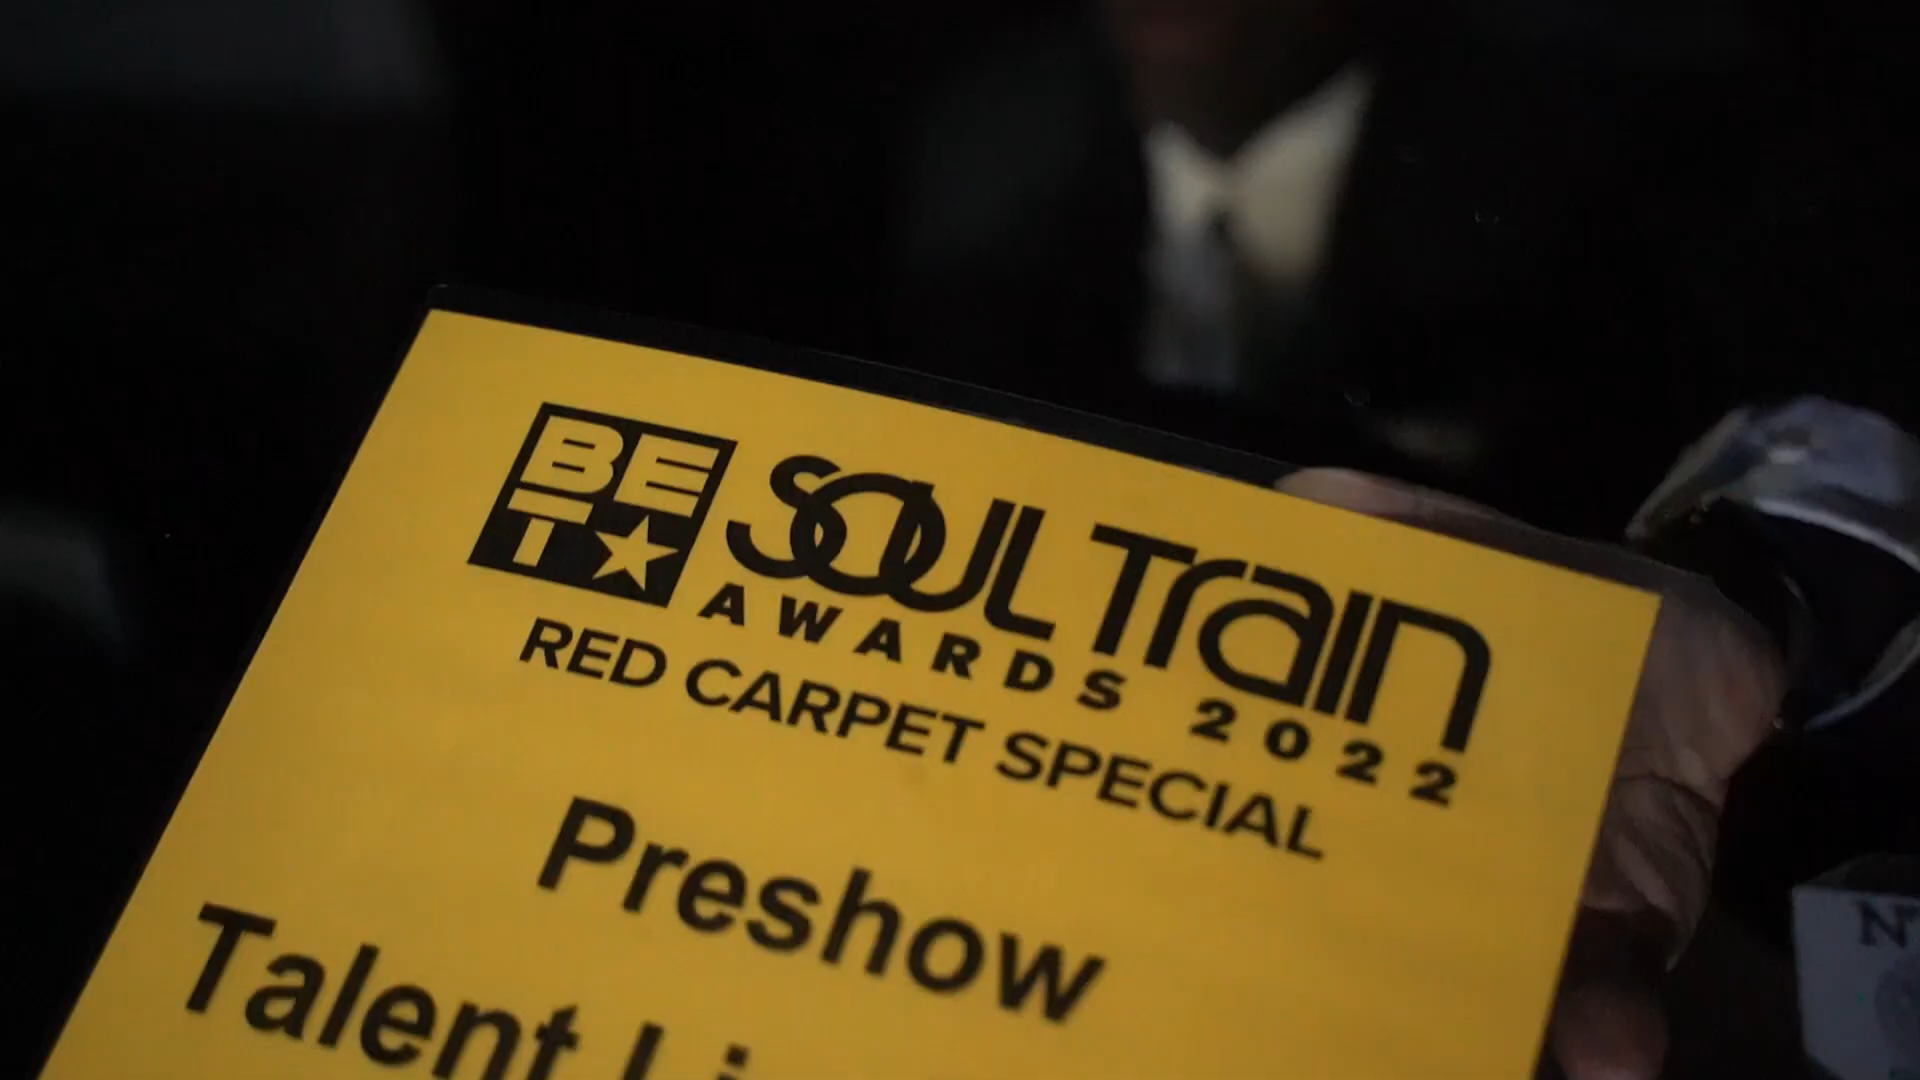 BE
T★
SOUL TRAIN
AWARDS 2022
RED CARPET SPECIAL
Preshow
Talent